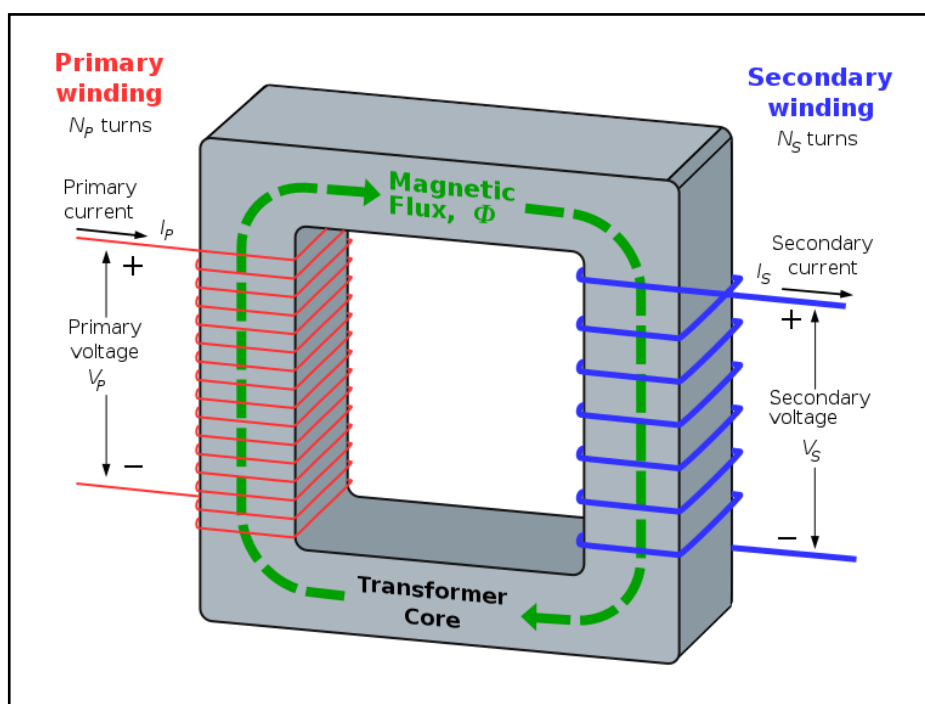 Primary
winding
N_P turns
Primary
current
I_P
+
Primary
voltage
V_P
−
Magnetic
Flux, Φ
Transformer
Core
Secondary
winding
N_S turns
Secondary
current
I_S
+
Secondary
voltage
V_S
−